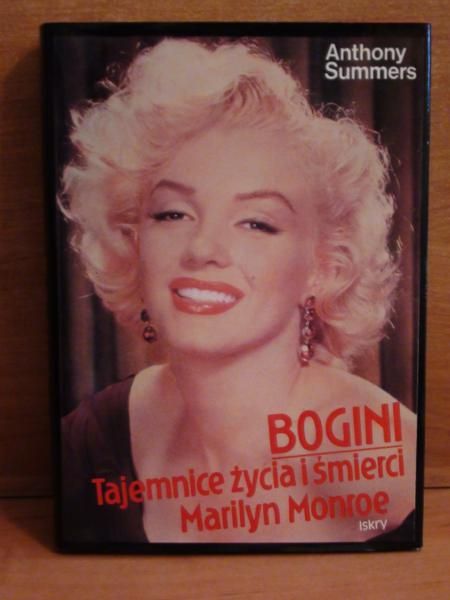 Anthony
Summers
BOGINI
Tajemnice życia i śmierci
Marilyn Monroe
Iskry